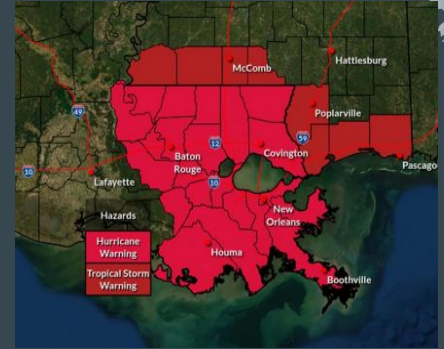 McComb
Hattiesburg
49
Poplarville
12
59
Baton
Rouge
Covington
10
Lafayette
10
Pascago
New
Orleans
Hazards
Hurricane
Warning
Houma
Tropical Storm
Warning
Boothville